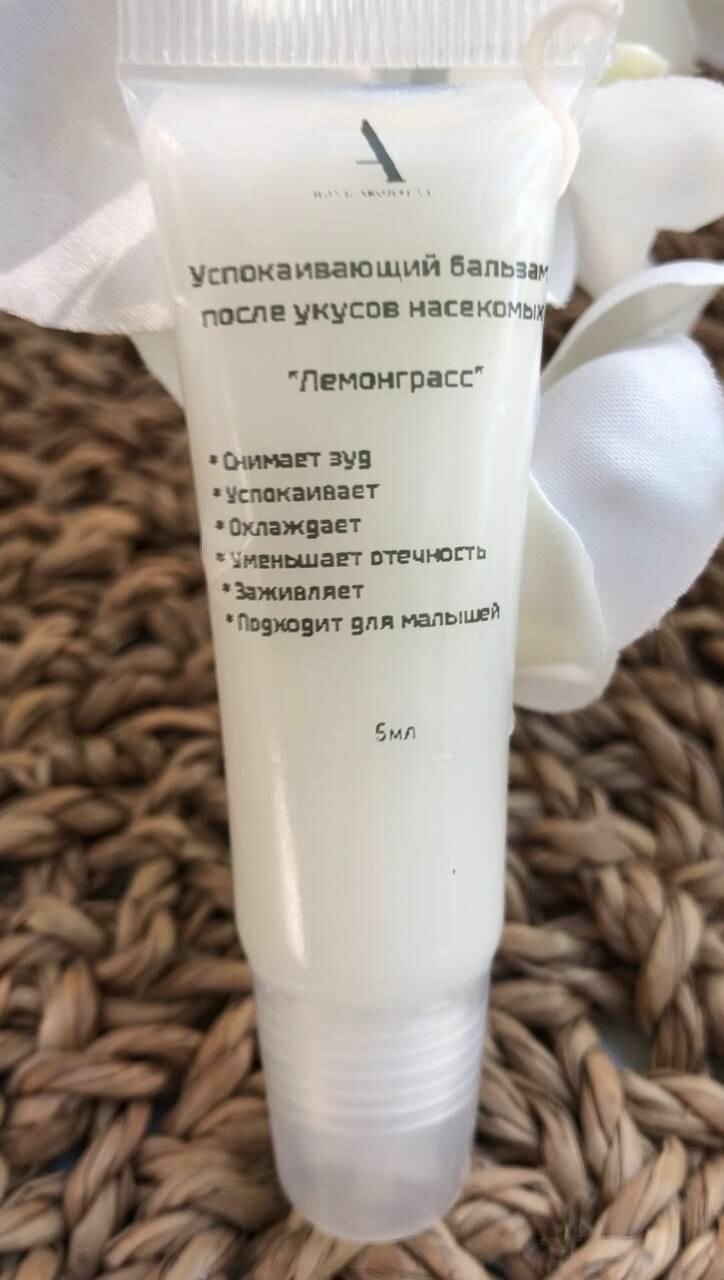 A
Успокаивающий бальзам
после укусов насекомых
"Лемонграсс"
*Снимает зуд
*Успокаивает
*Охлаждает
*Уменьшает отечность
*Заживляет
*Подходит для малышей
5мл